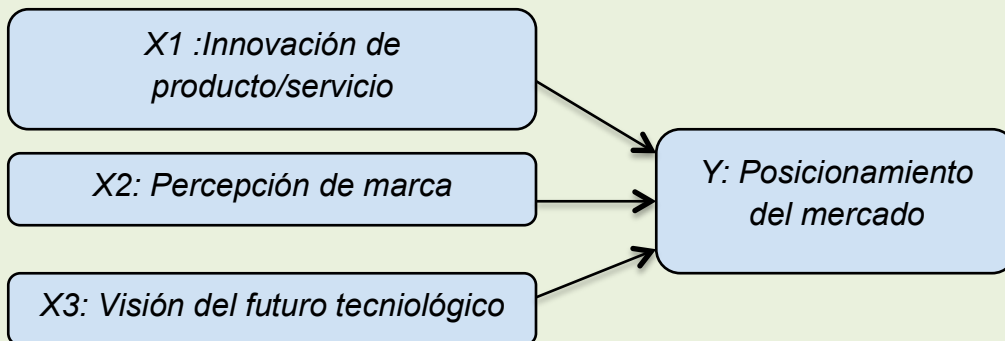 X1 :Innovación de
producto/servicio
X2: Percepción de marca
X3: Visión del futuro tecniológico
Y: Posicionamiento
del mercado